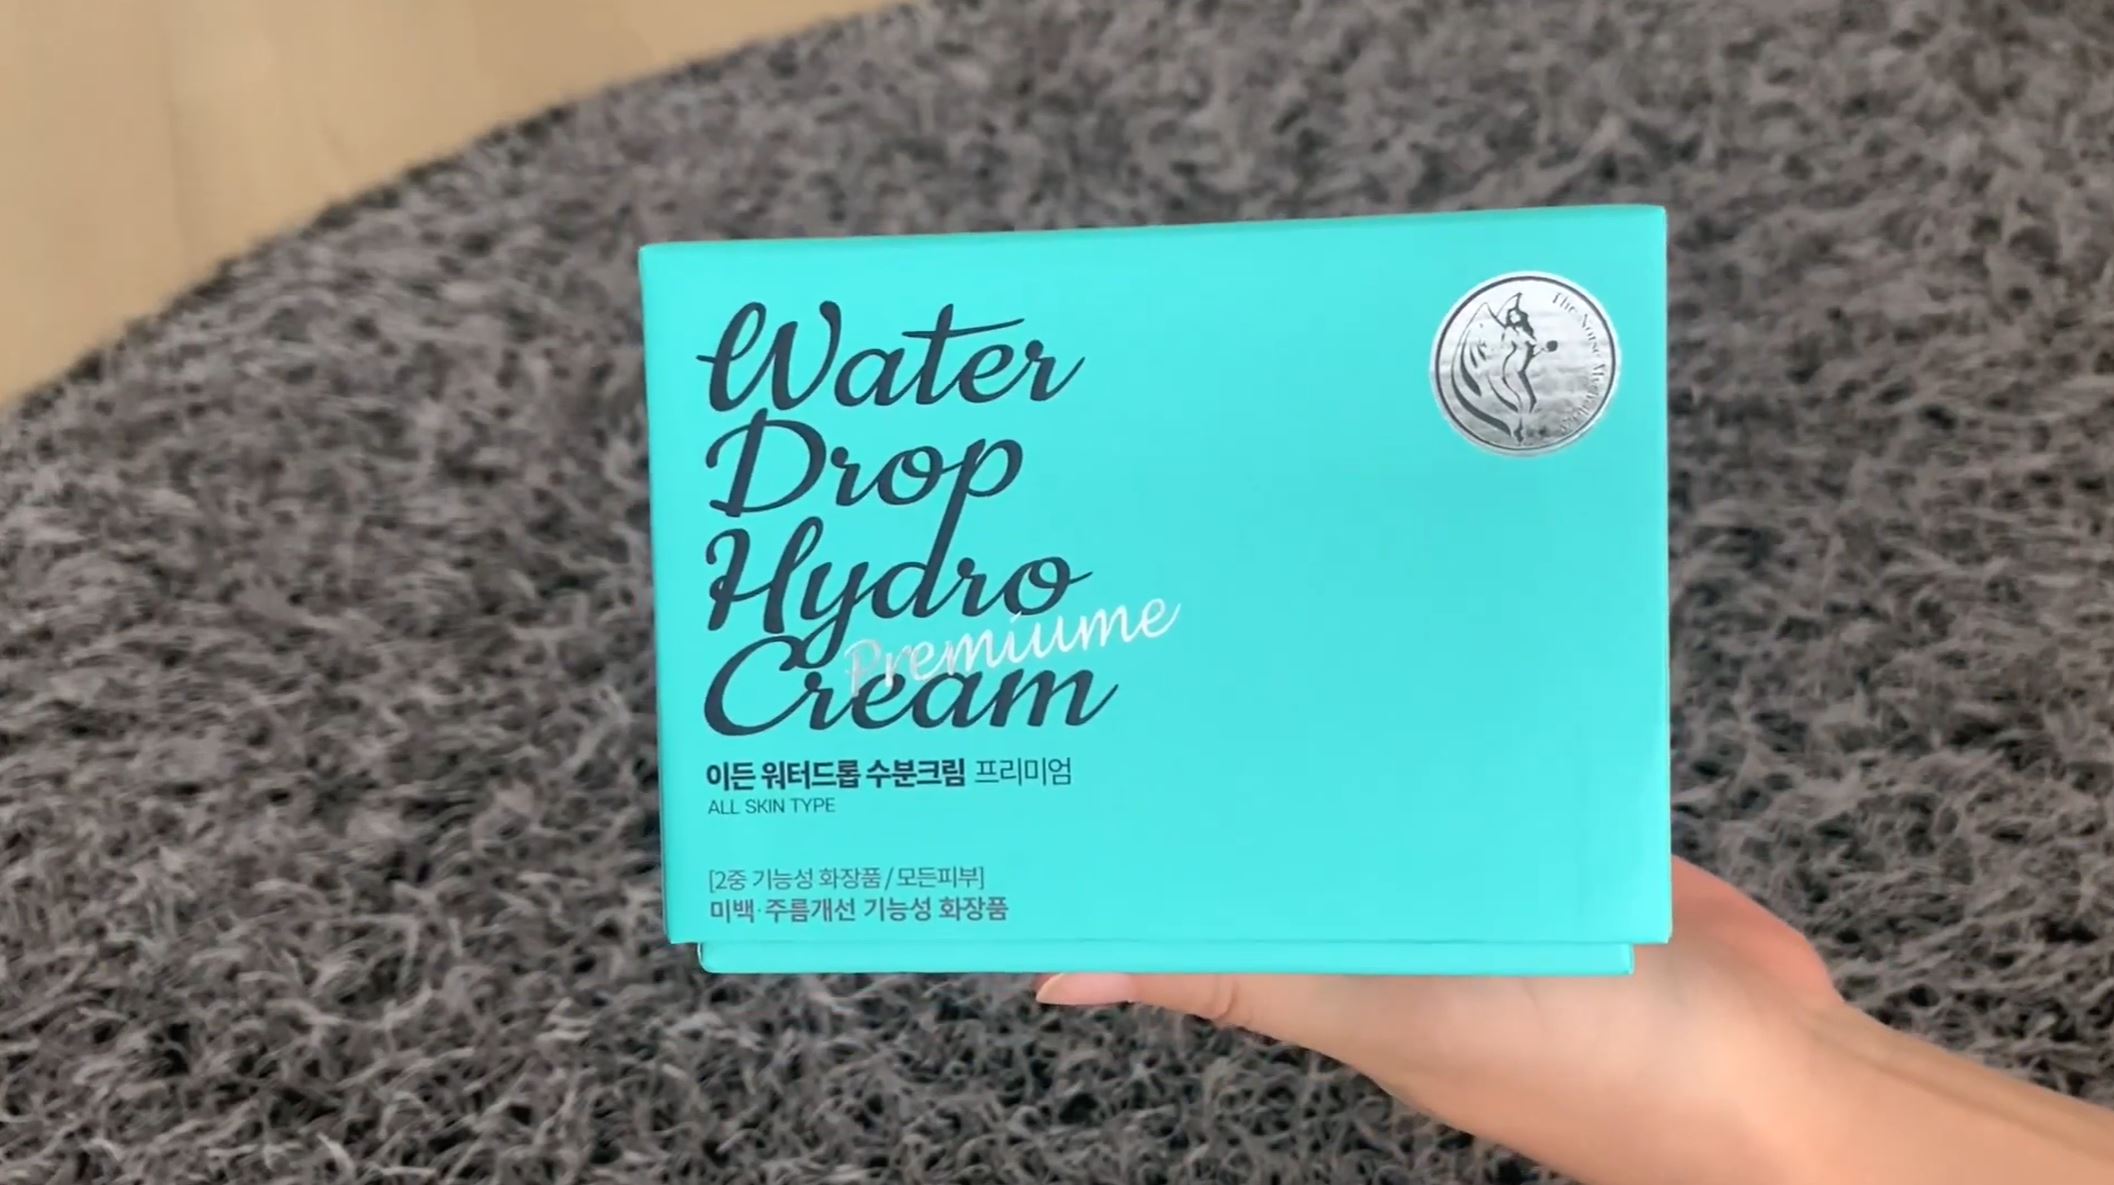 Water
Drop
Hydro
Premiume
Cream
이든 워터드롭 수분크림 프리미엄
ALL SKIN TYPE
[2중 기능성 화장품 / 모든피부]
미백·주름개선 기능성 화장품
The Norse